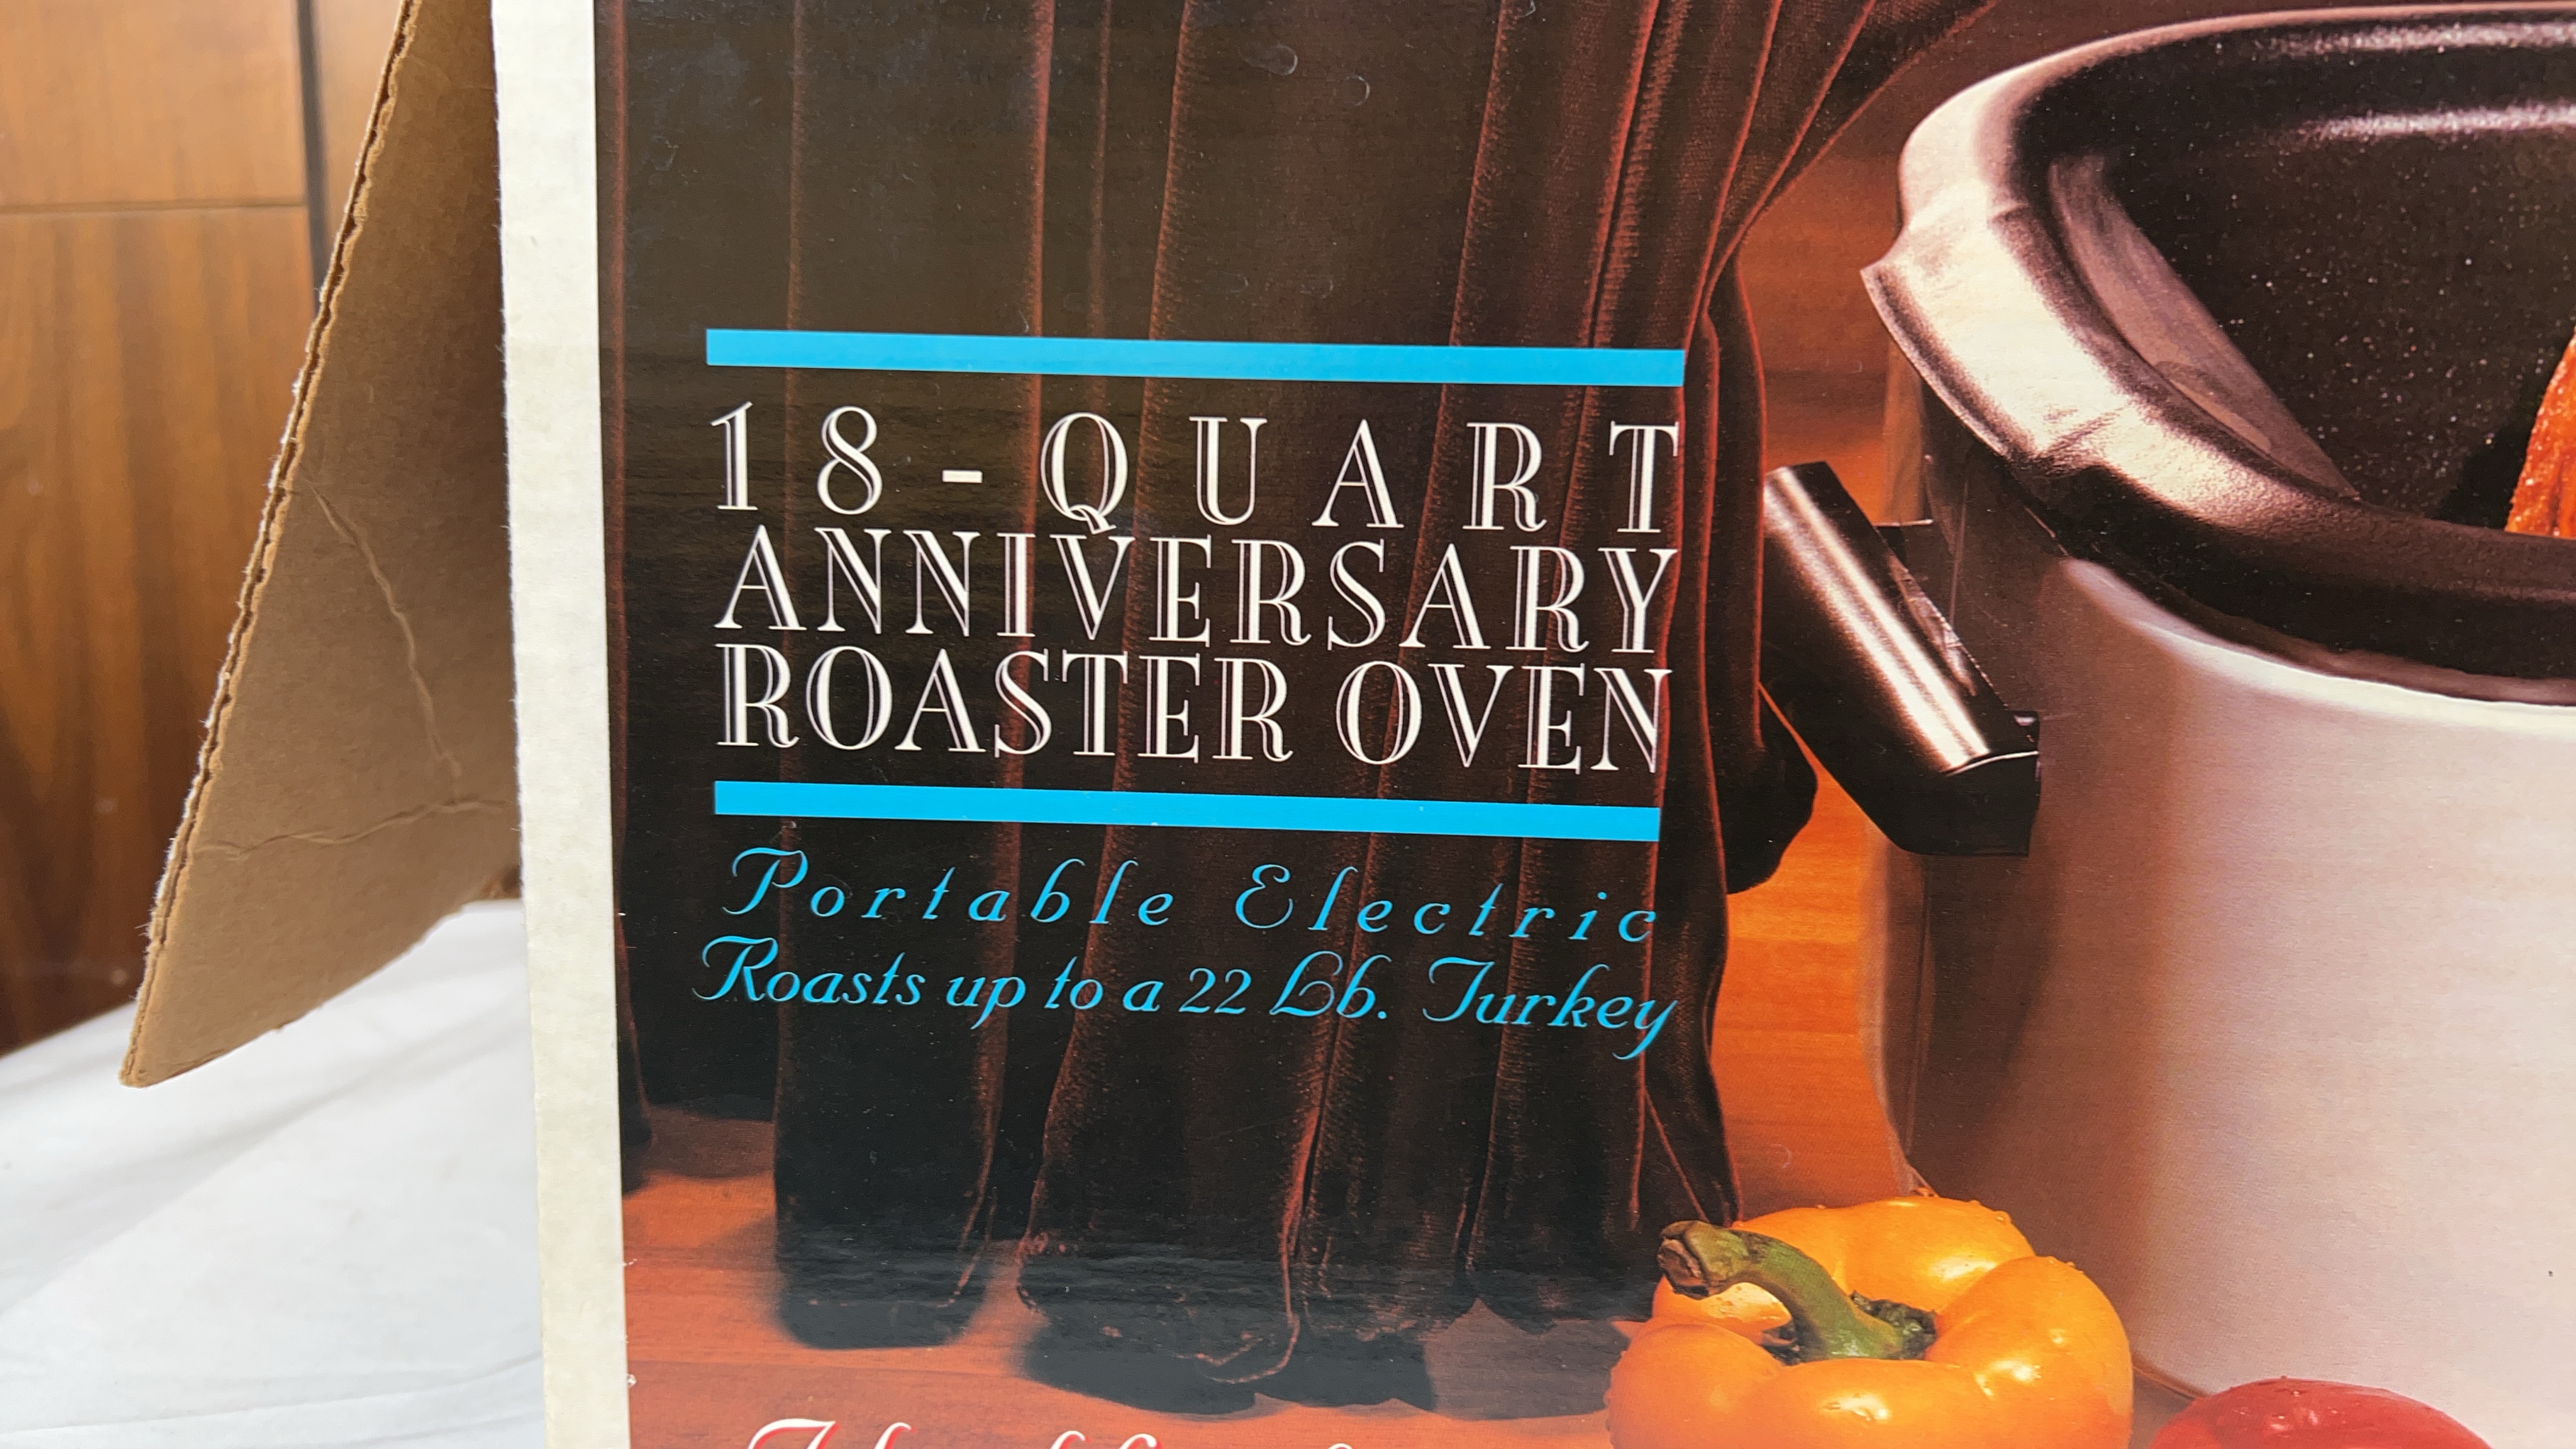 18-QUART
ANNIVERSARY
ROASTER OVEN
Portable Electric
Roasts up to a 22 Lb. Turkey